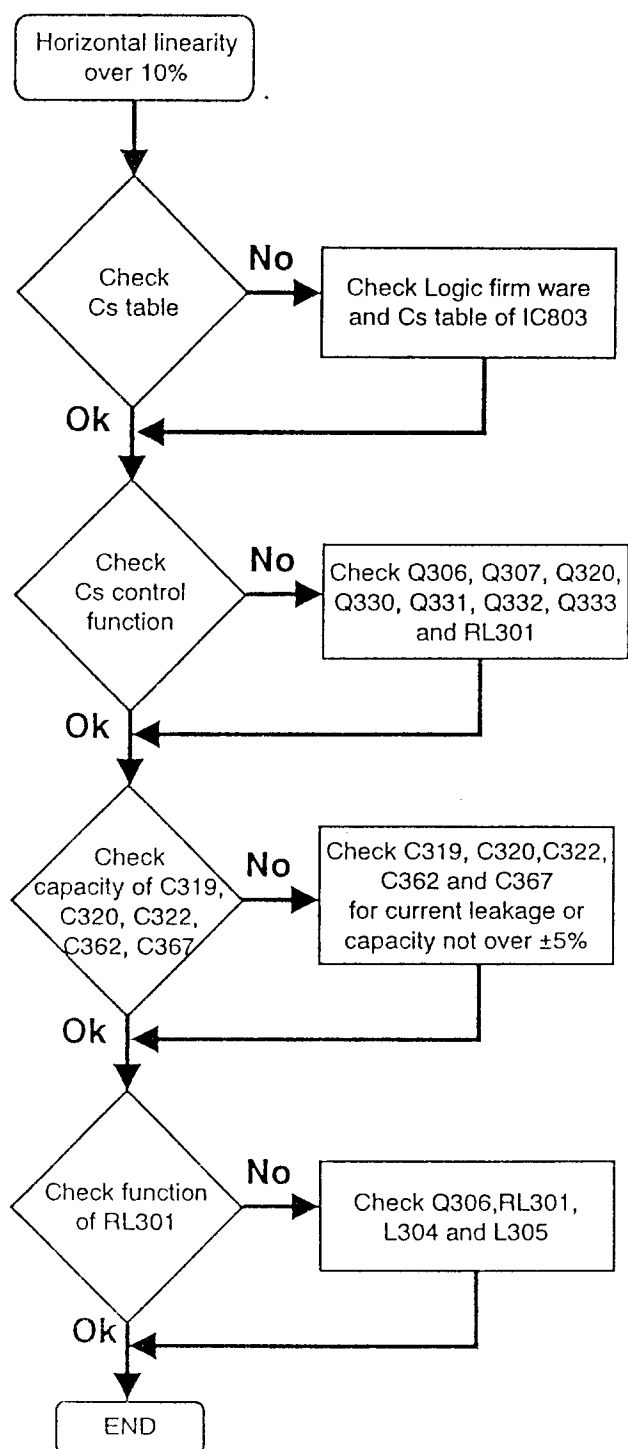 Horizontal linearity
over 10%
Check
Cs table
No
Check Logic firm ware
and Cs table of IC803
Ok
Check
Cs control
function
No
Check Q306, Q307, Q320,
Q330, Q331, Q332, Q333
and RL301
Ok
Check
capacity of C319,
C320, C322,
C362, C367
No
Check C319, C320,C322,
C362 and C367
for current leakage or
capacity not over ±5%
Ok
Check function
of RL301
No
Check Q306,RL301,
L304 and L305
Ok
END